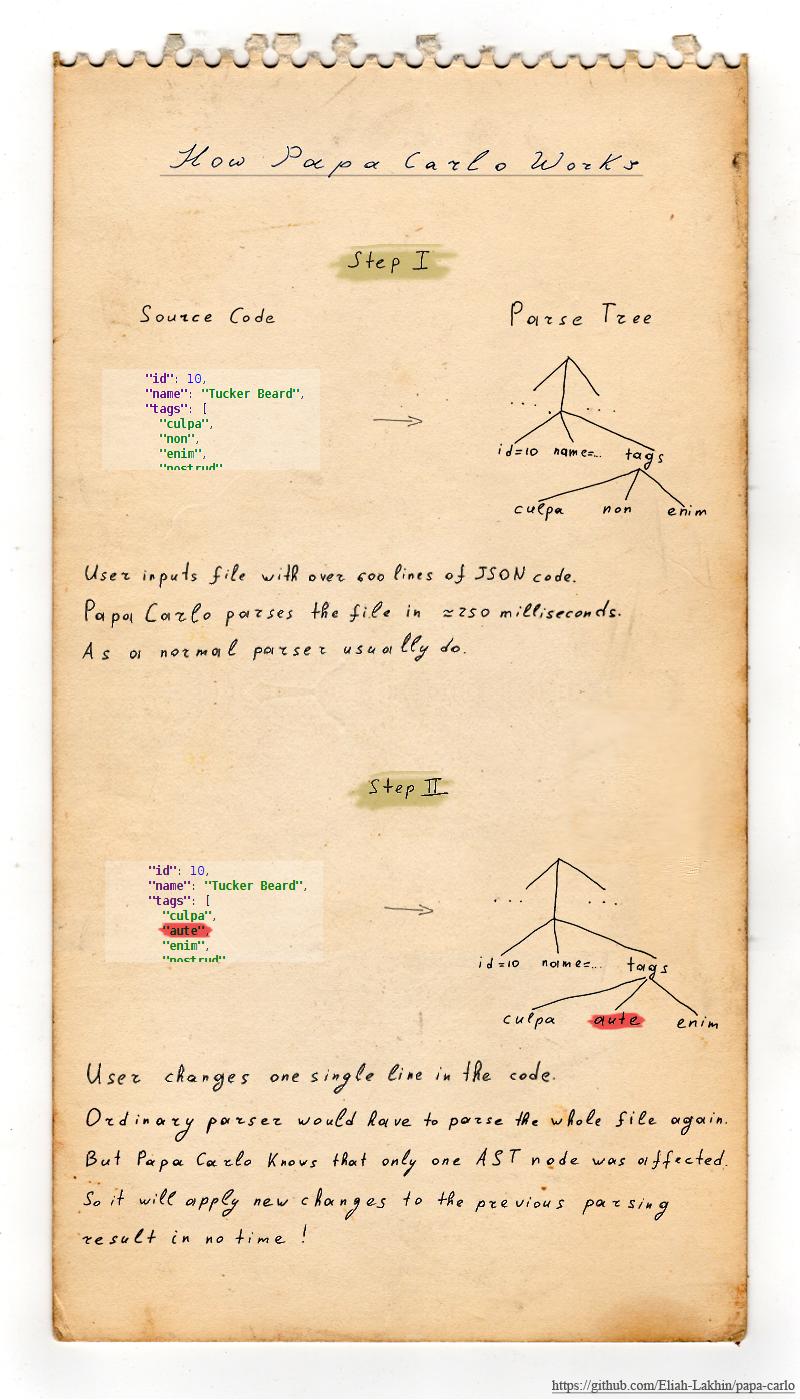 How Papa Carlo Works
Step I
Source Code
Parse Tree
"id": 10,
"name": "Tucker Beard",
"tags": [
"culpa",
"non",
"enim",
"nostrud"
... ...
id=10 name=... tags
culpa non enim
User inputs file with over 600 lines of JSON code.
Papa Carlo parses the file in ≈250 milliseconds.
As a normal parser usually do.
Step II
"id": 10,
"name": "Tucker Beard",
"tags": [
"culpa",
"aute",
"enim",
"nostrud"
... ...
id=10 name=... tags
culpa aute enim
User changes one single line in the code.
Ordinary parser would have to parse the whole file again.
But Papa Carlo knows that only one AST node was affected.
So it will apply new changes to the previous parsing
result in no time!
https://github.com/Eliah-Lakhin/papa-carlo